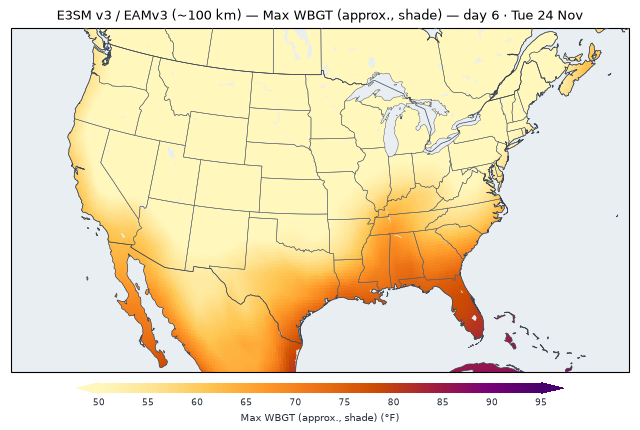 E3SM v3 / EAMv3 (~100 km) — Max WBGT (approx., shade) — day 6 · Tue 24 Nov
50 55 60 65 70 75 80 85 90 95
Max WBGT (approx., shade) (°F)